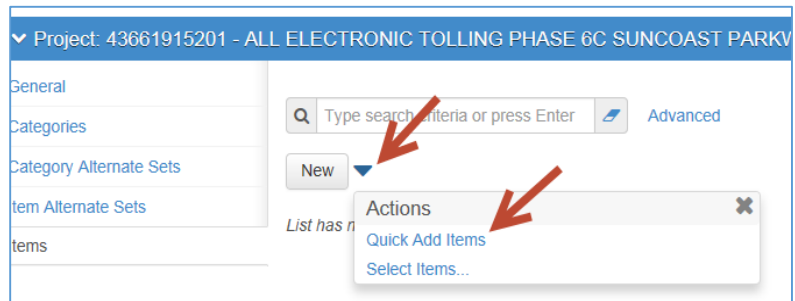 Project: 43661915201 - ALL ELECTRONIC TOLLING PHASE 6C SUNCOAST
General
Type search criteria or press Enter
Advanced
Categories
Category Alternate Sets
New
Item Alternate Sets
Actions
List has
Quick Add Items
Items
Select Items...